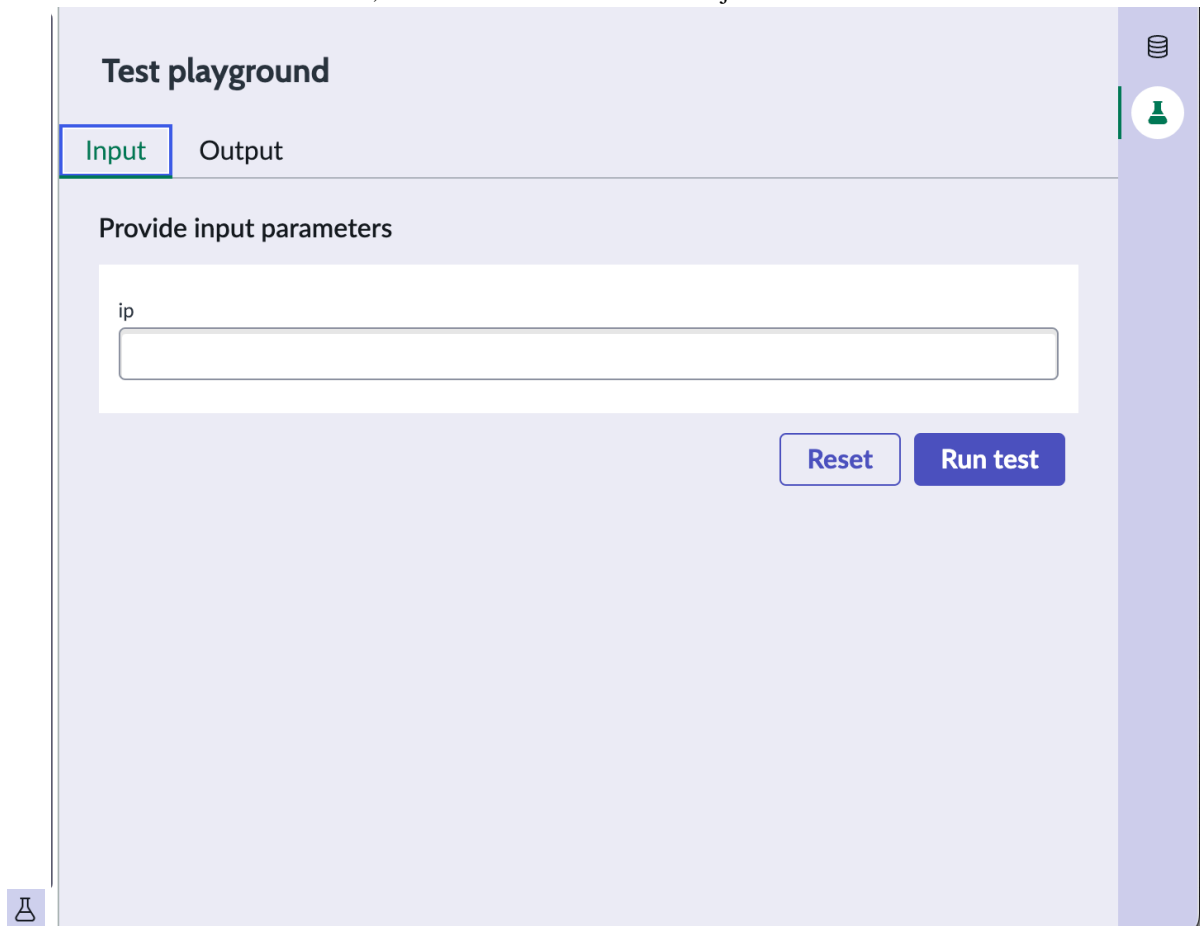 Test playground
Input Output
Provide input parameters
ip
Reset Run test